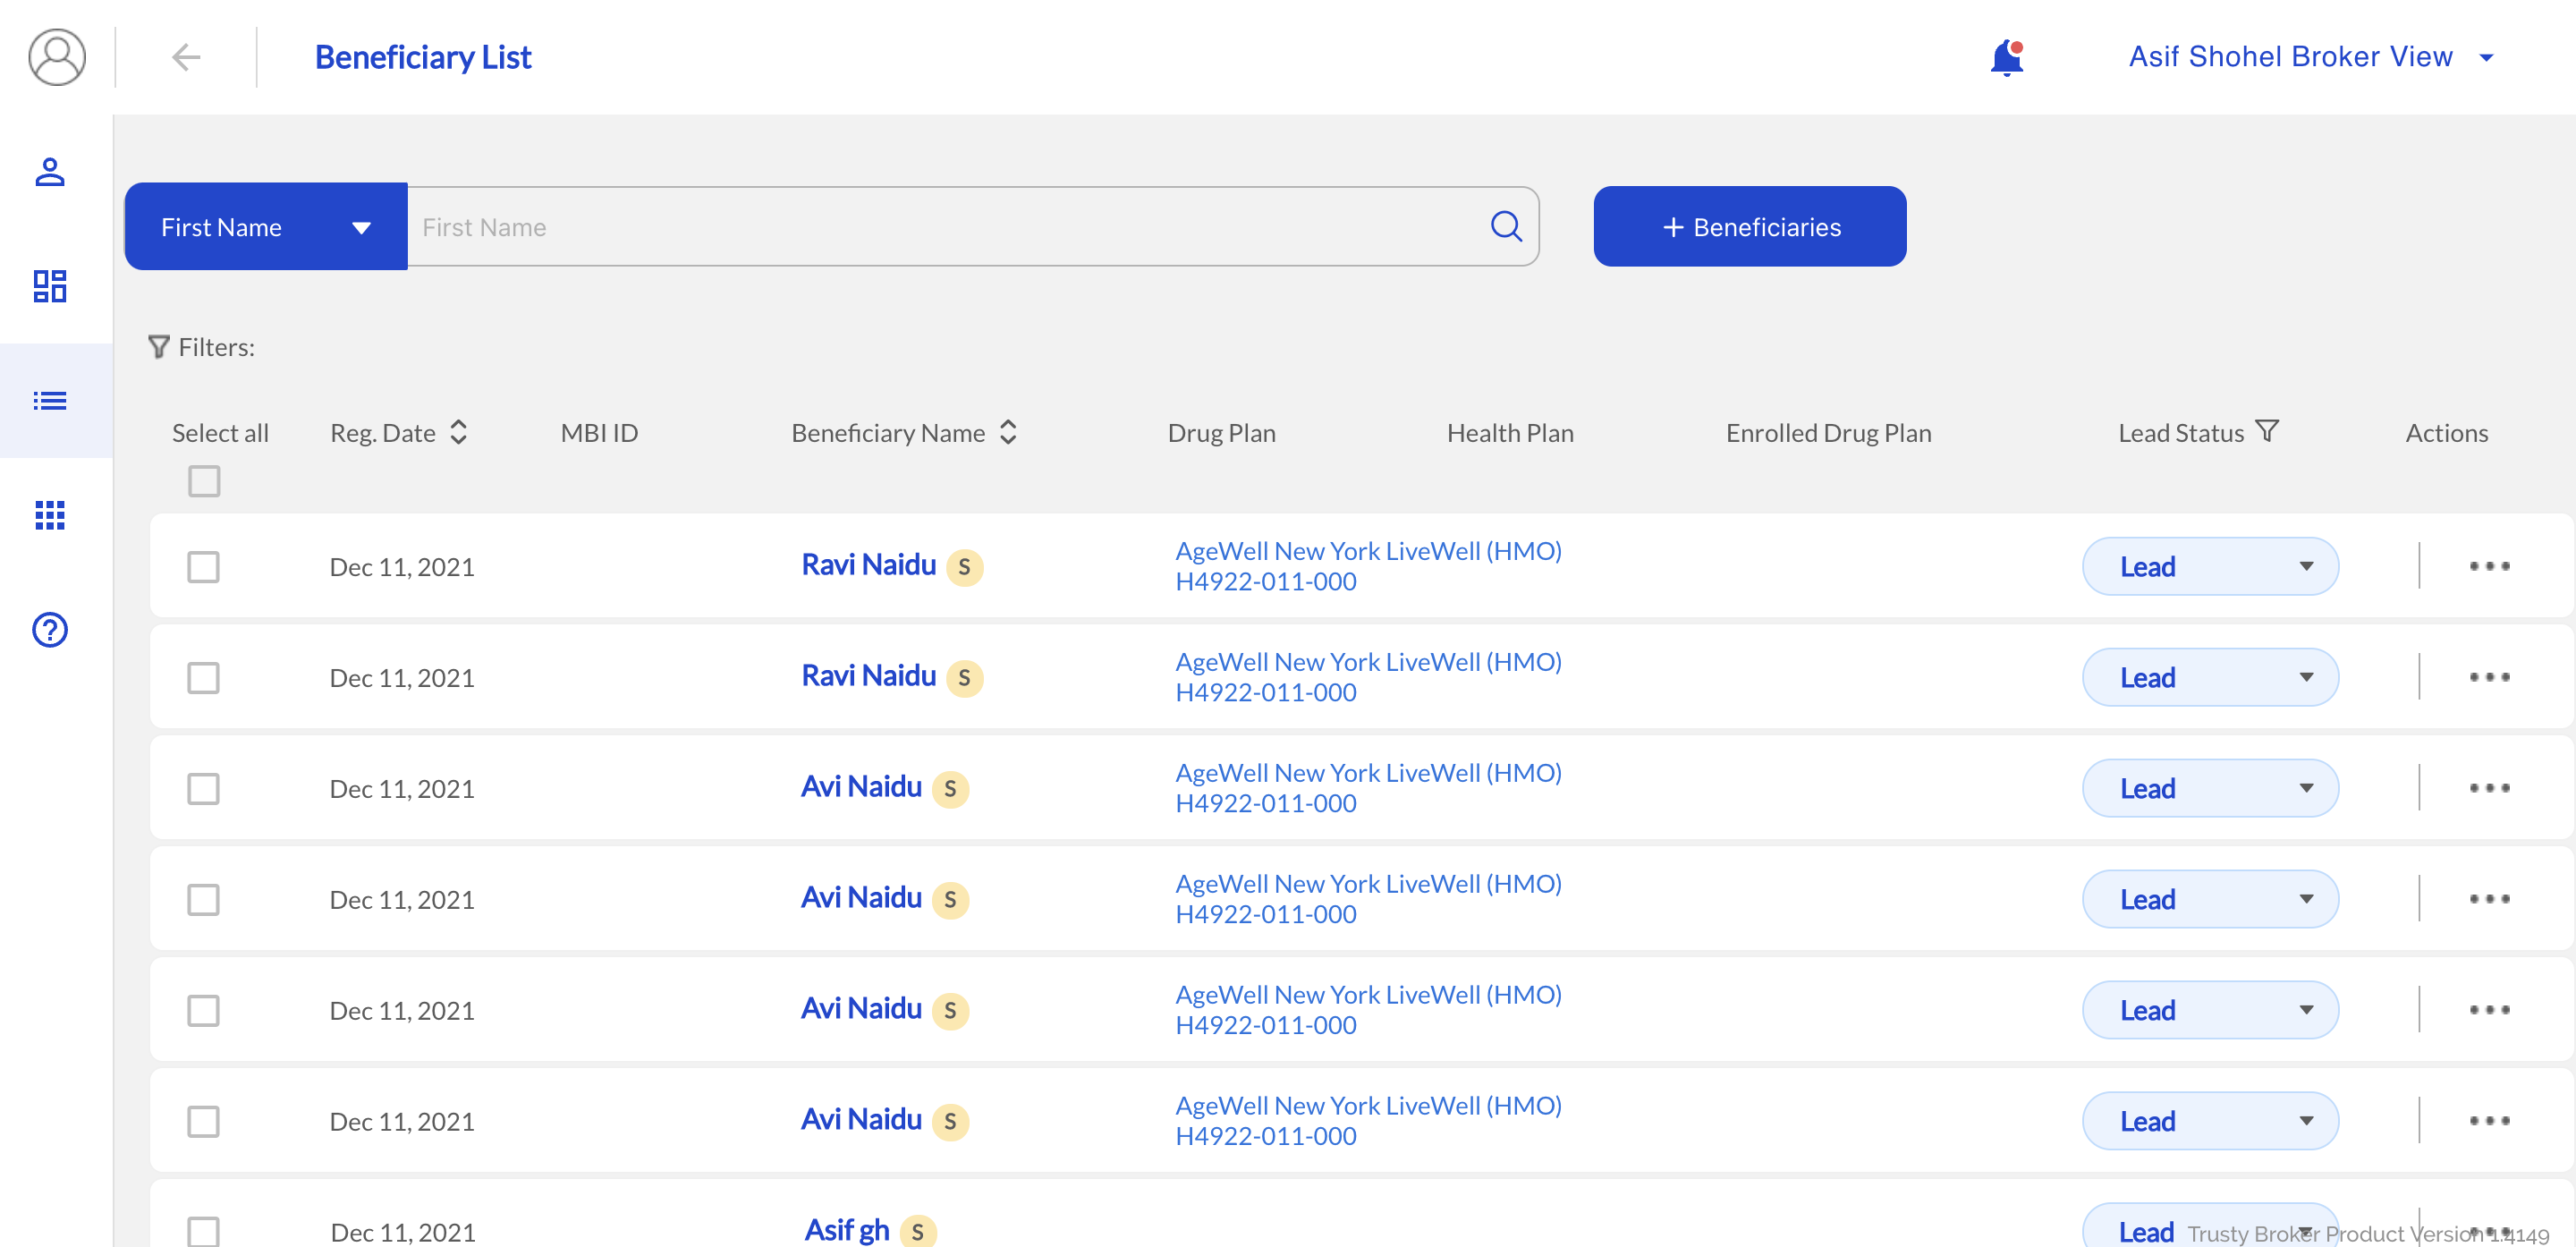 Beneficiary List
Asif Shohel Broker View
First Name
First Name
+ Beneficiaries
Filters:
Select all Reg. Date MBI ID Beneficiary Name Drug Plan Health Plan Enrolled Drug Plan Lead Status Actions
Dec 11, 2021 Ravi Naidu S AgeWell New York LiveWell (HMO) Lead
H4922-011-000
Dec 11, 2021 Ravi Naidu S AgeWell New York LiveWell (HMO) Lead
H4922-011-000
Dec 11, 2021 Avi Naidu S AgeWell New York LiveWell (HMO) Lead
H4922-011-000
Dec 11, 2021 Avi Naidu S AgeWell New York LiveWell (HMO) Lead
H4922-011-000
Dec 11, 2021 Avi Naidu S AgeWell New York LiveWell (HMO) Lead
H4922-011-000
Dec 11, 2021 Avi Naidu S AgeWell New York LiveWell (HMO) Lead
H4922-011-000
Dec 11, 2021 Asif gh S Lead
Trusty Broker Product Version 1.4149